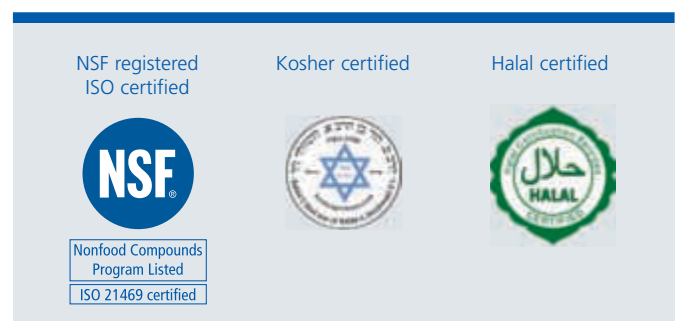 NSF registered
ISO certified
Kosher certified
Halal certified
NSF®
Nonfood Compounds
Program Listed
ISO 21469 certified
حلال
HALAL
CERTIFIED